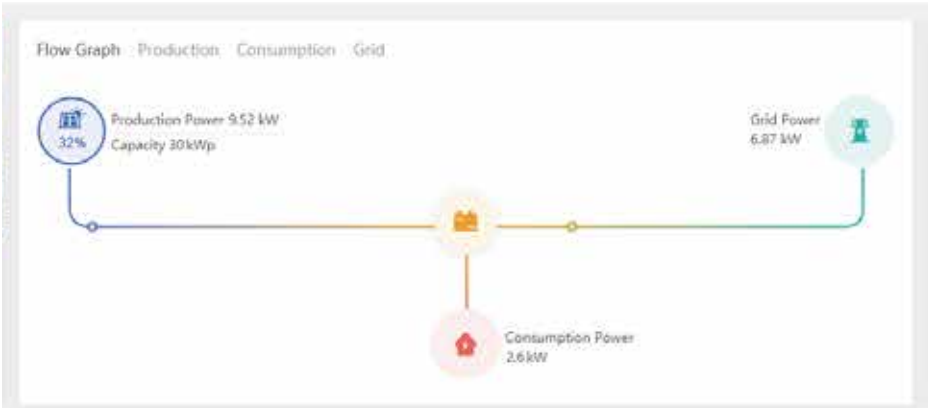 Flow Graph Production Consumption Grid
32%
Production Power 9.52 kW
Capacity 30 kWp
Grid Power
6.87 kW
Consumption Power
2.6 kW